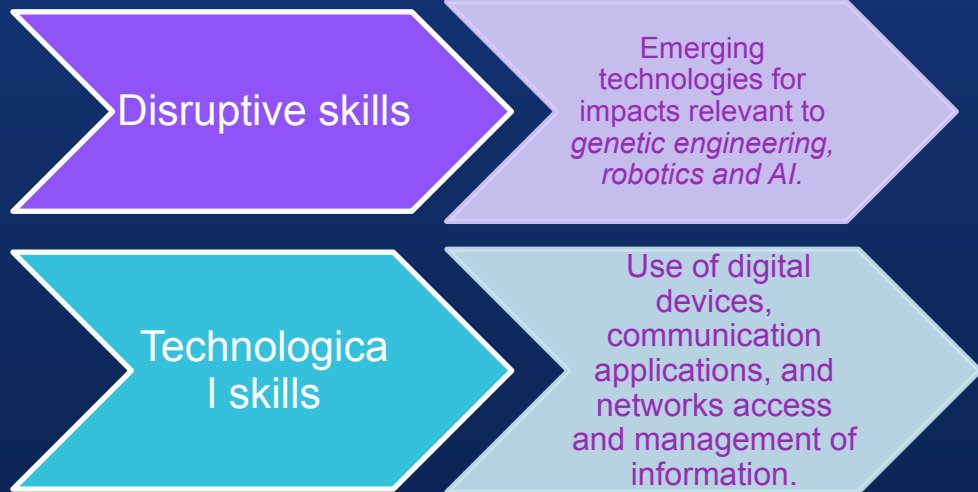 Disruptive skills
Emerging
technologies for
impacts relevant to
genetic engineering,
robotics and AI.
Technologica
l skills
Use of digital
devices,
communication
applications, and
networks access
and management of
information.